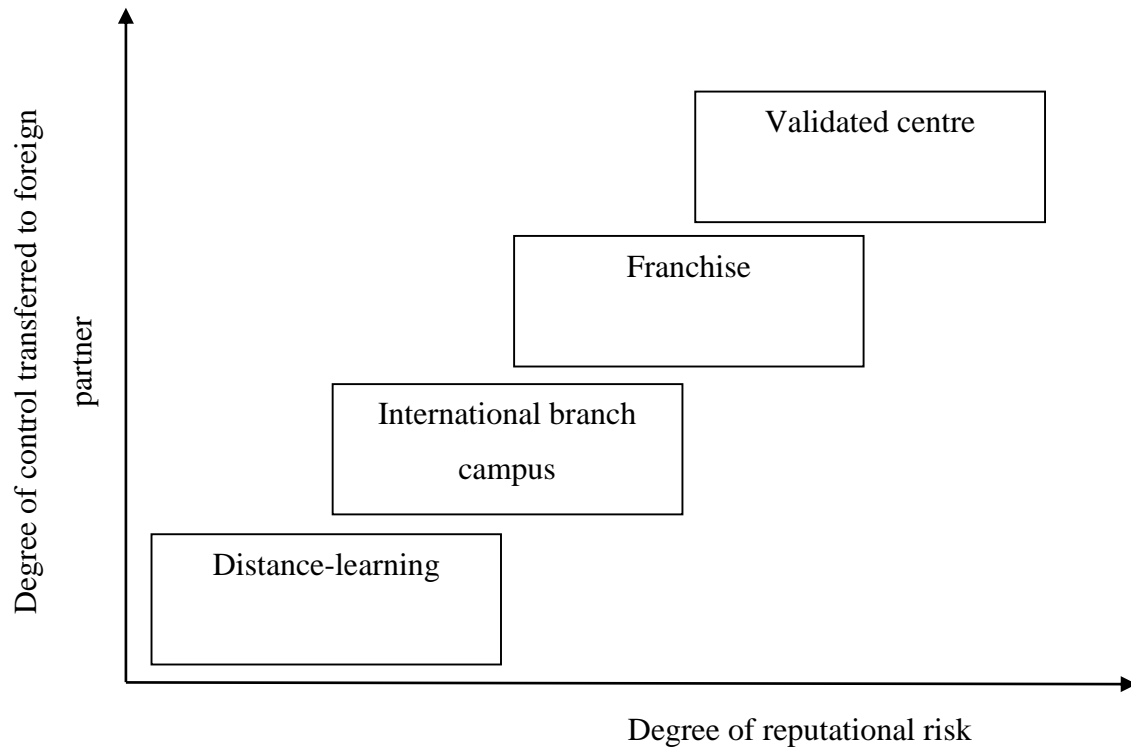 Degree of control transferred to foreign
partner
Validated centre
Franchise
International branch
campus
Distance-learning
Degree of reputational risk